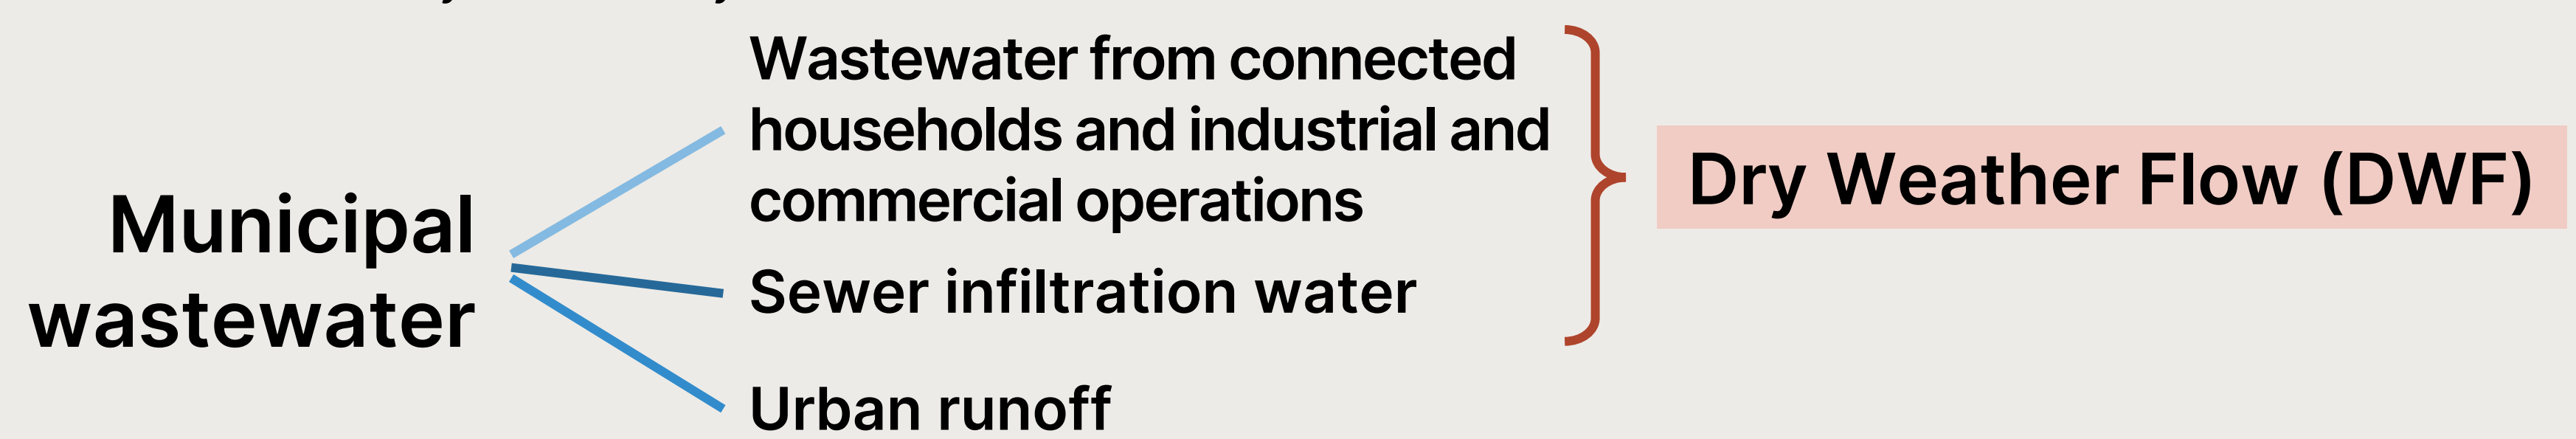 Municipal
wastewater
Wastewater from connected
households and industrial and
commercial operations
Sewer infiltration water
Urban runoff
Dry Weather Flow (DWF)